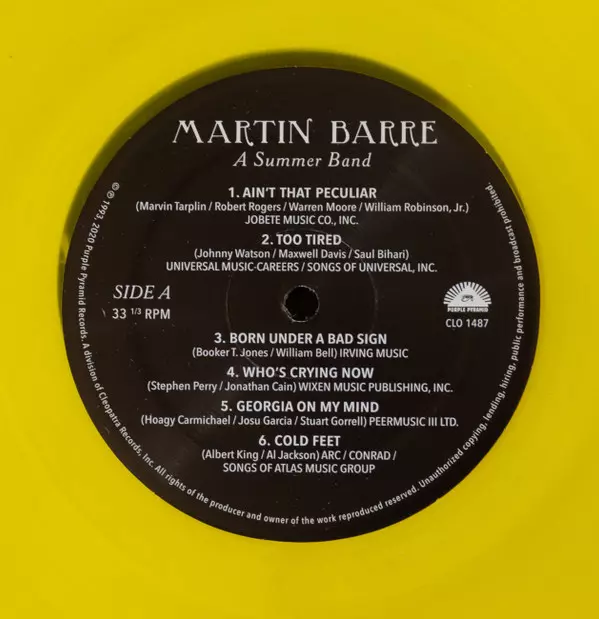 MARTIN BARRE
A Summer Band
1. AIN'T THAT PECULIAR
(Marvin Tarplin / Robert Rogers / Warren Moore / William Robinson, Jr.)
JOBETE MUSIC CO., INC.
2. TOO TIRED
(Johnny Watson / Maxwell Davis / Saul Bihari)
UNIVERSAL MUSIC-CAREERS / SONGS OF UNIVERSAL, INC.
SIDE A
33 1/3 RPM
PURPLE PYRAMID
CLO 1487
3. BORN UNDER A BAD SIGN
(Booker T. Jones / William Bell) IRVING MUSIC
4. WHO'S CRYING NOW
(Stephen Perry / Jonathan Cain) WIXEN MUSIC PUBLISHING, INC.
5. GEORGIA ON MY MIND
(Hoagy Carmichael / Josu Garcia / Stuart Gorrell) PEERMUSIC III LTD.
6. COLD FEET
(Albert King / Al Jackson) ARC / CONRAD /
SONGS OF ATLAS MUSIC GROUP
©℗ 1993, 2020 Purple Pyramid Records. A division of Cleopatra Records, Inc. All rights of the producer and owner of the work reproduced reserved. Unauthorized copying, lending, hiring, public performance and broadcast prohibited.